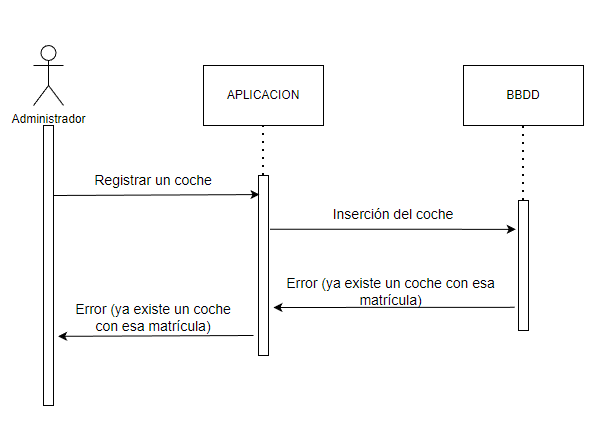 APLICACION
BBDD
Administrador
Registrar un coche
Inserción del coche
Error (ya existe un coche con esa
matrícula)
Error (ya existe un coche
con esa matrícula)